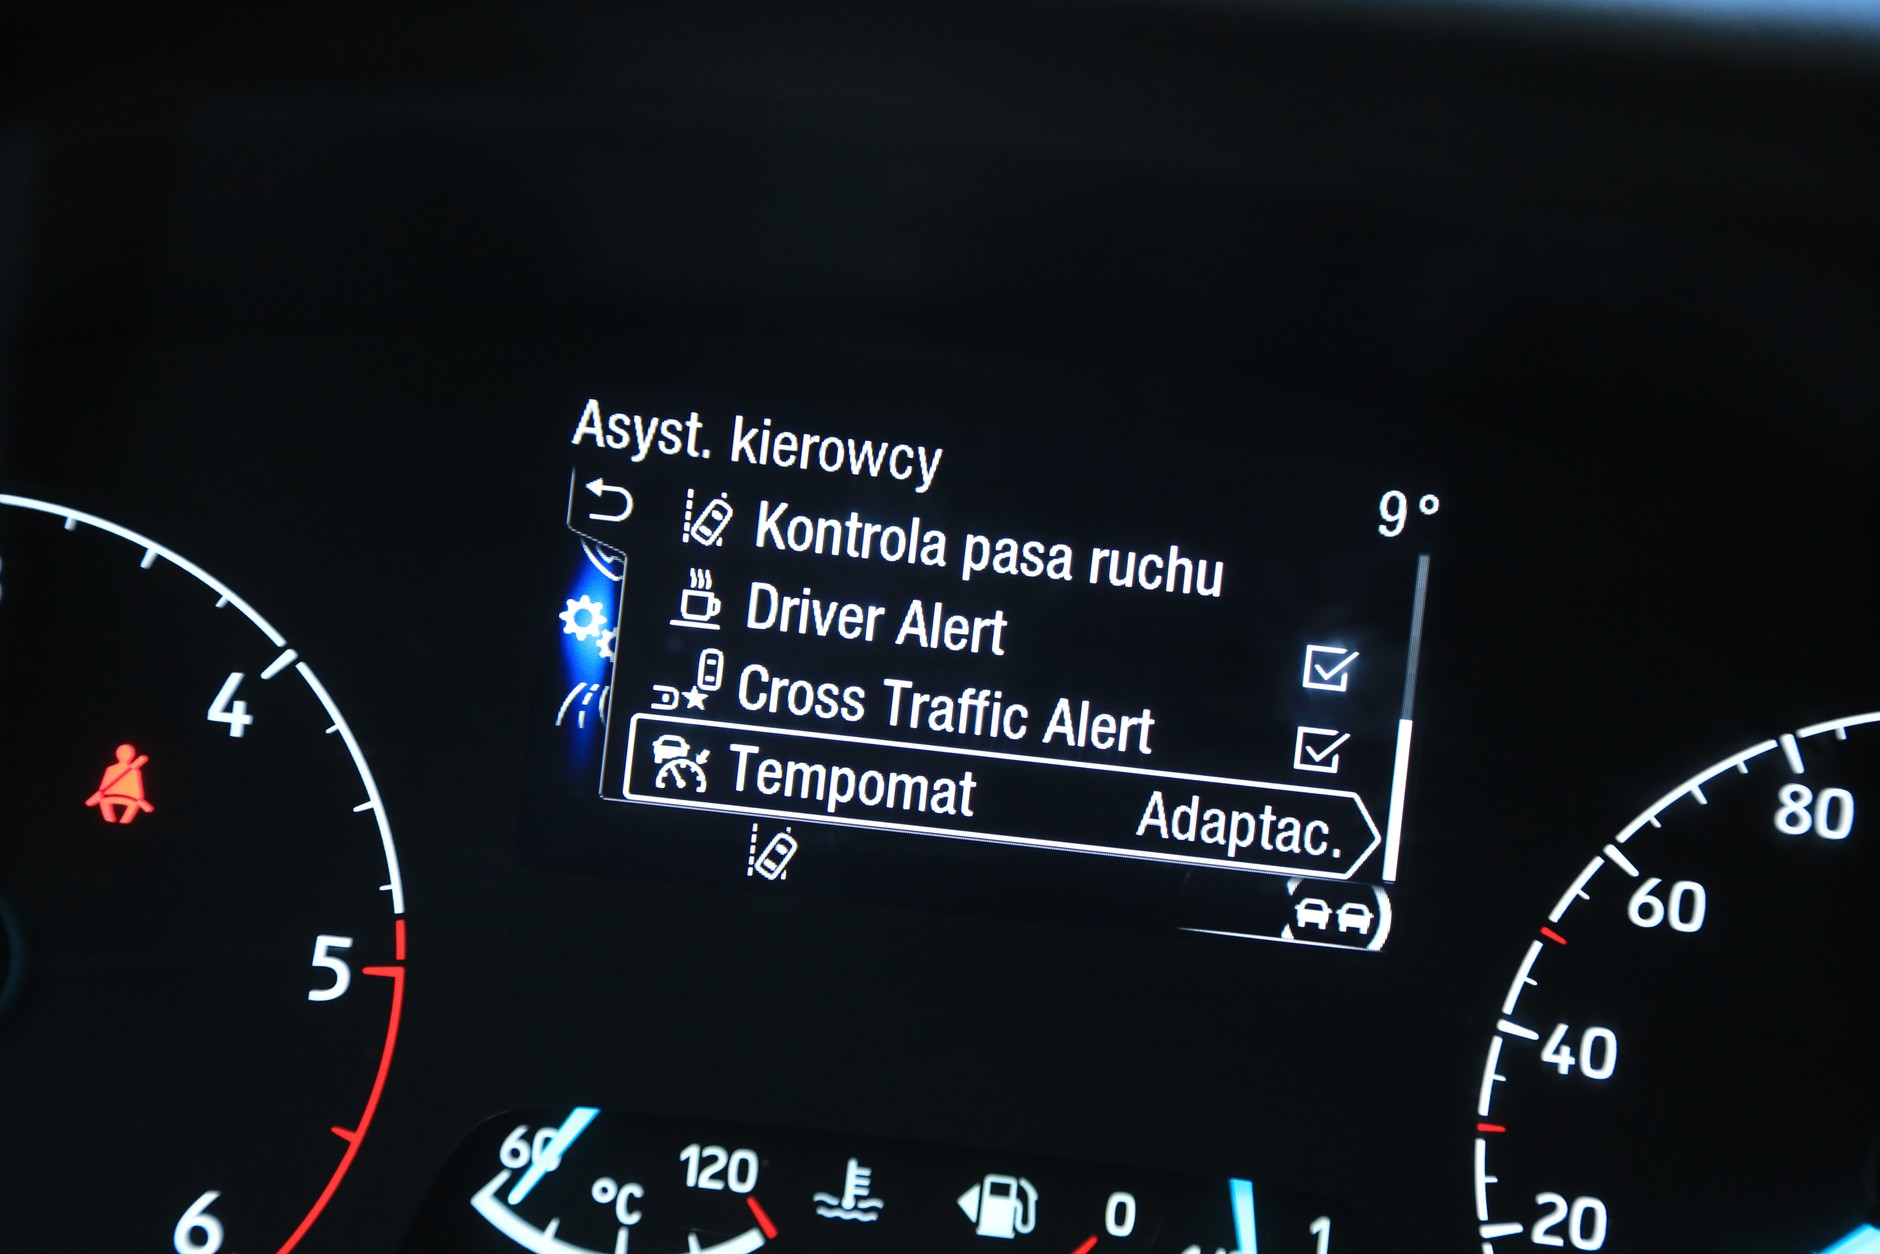 Asyst. kierowcy
9°
Kontrola pasa ruchu
Driver Alert
Cross Traffic Alert
Tempomat Adaptac.
4
5
6
80
60
40
20
60
°C
120
0
1